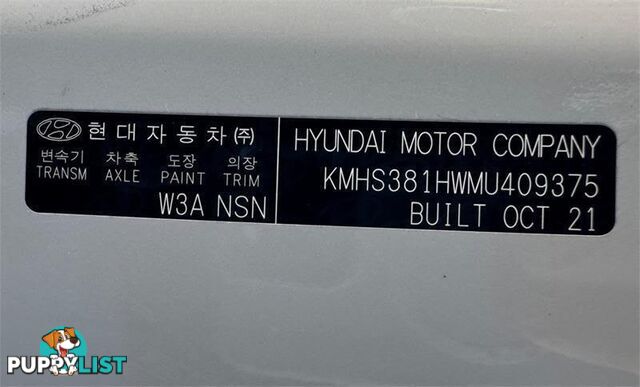 현대자동차㈜
변속기 차축 도장 의장
TRANSM AXLE PAINT TRIM
W3A NSN
HYUNDAI MOTOR COMPANY
KMHS381HWMU409375
BUILT OCT 21
PUPPYLIST